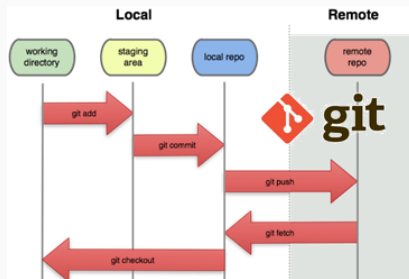 Local
Remote
working
directory
staging
area
local repo
remote
repo
git add
git
git commit
git push
git fetch
git checkout